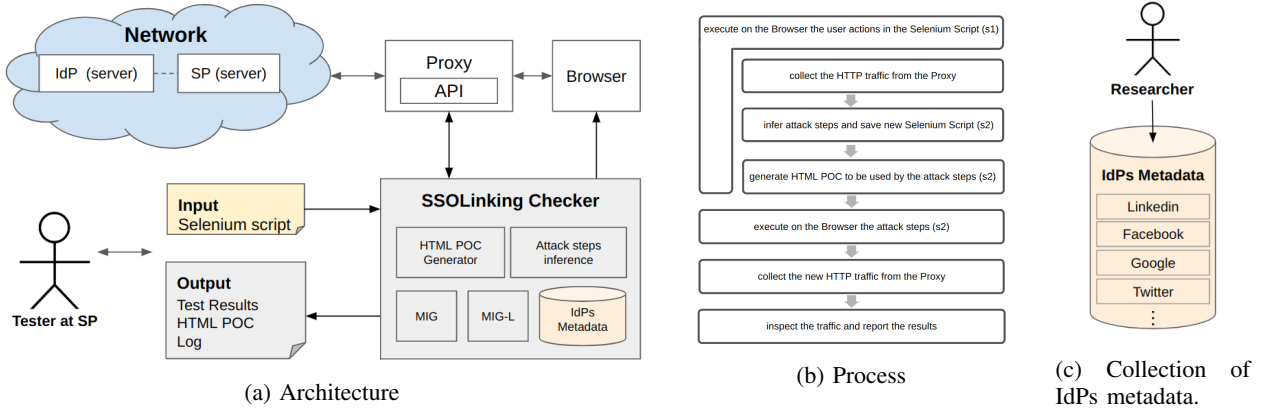 Network
IdP (server)
SP (server)
Proxy
API
Browser
Input
Selenium script
SSOLinking Checker
HTML POC
Generator
Attack steps
inference
Output
Test Results
HTML POC
Log
MIG
MIG-L
IdPs
Metadata
Tester at SP
(a) Architecture
execute on the Browser the user actions in the Selenium Script (s1)
collect the HTTP traffic from the Proxy
infer attack steps and save new Selenium Script (s2)
generate HTML POC to be used by the attack steps (s2)
execute on the Browser the attack steps (s2)
collect the new HTTP traffic from the Proxy
inspect the traffic and report the results
(b) Process
Researcher
IdPs Metadata
Linkedin
Facebook
Google
Twitter
⋮
(c) Collection of
IdPs metadata.